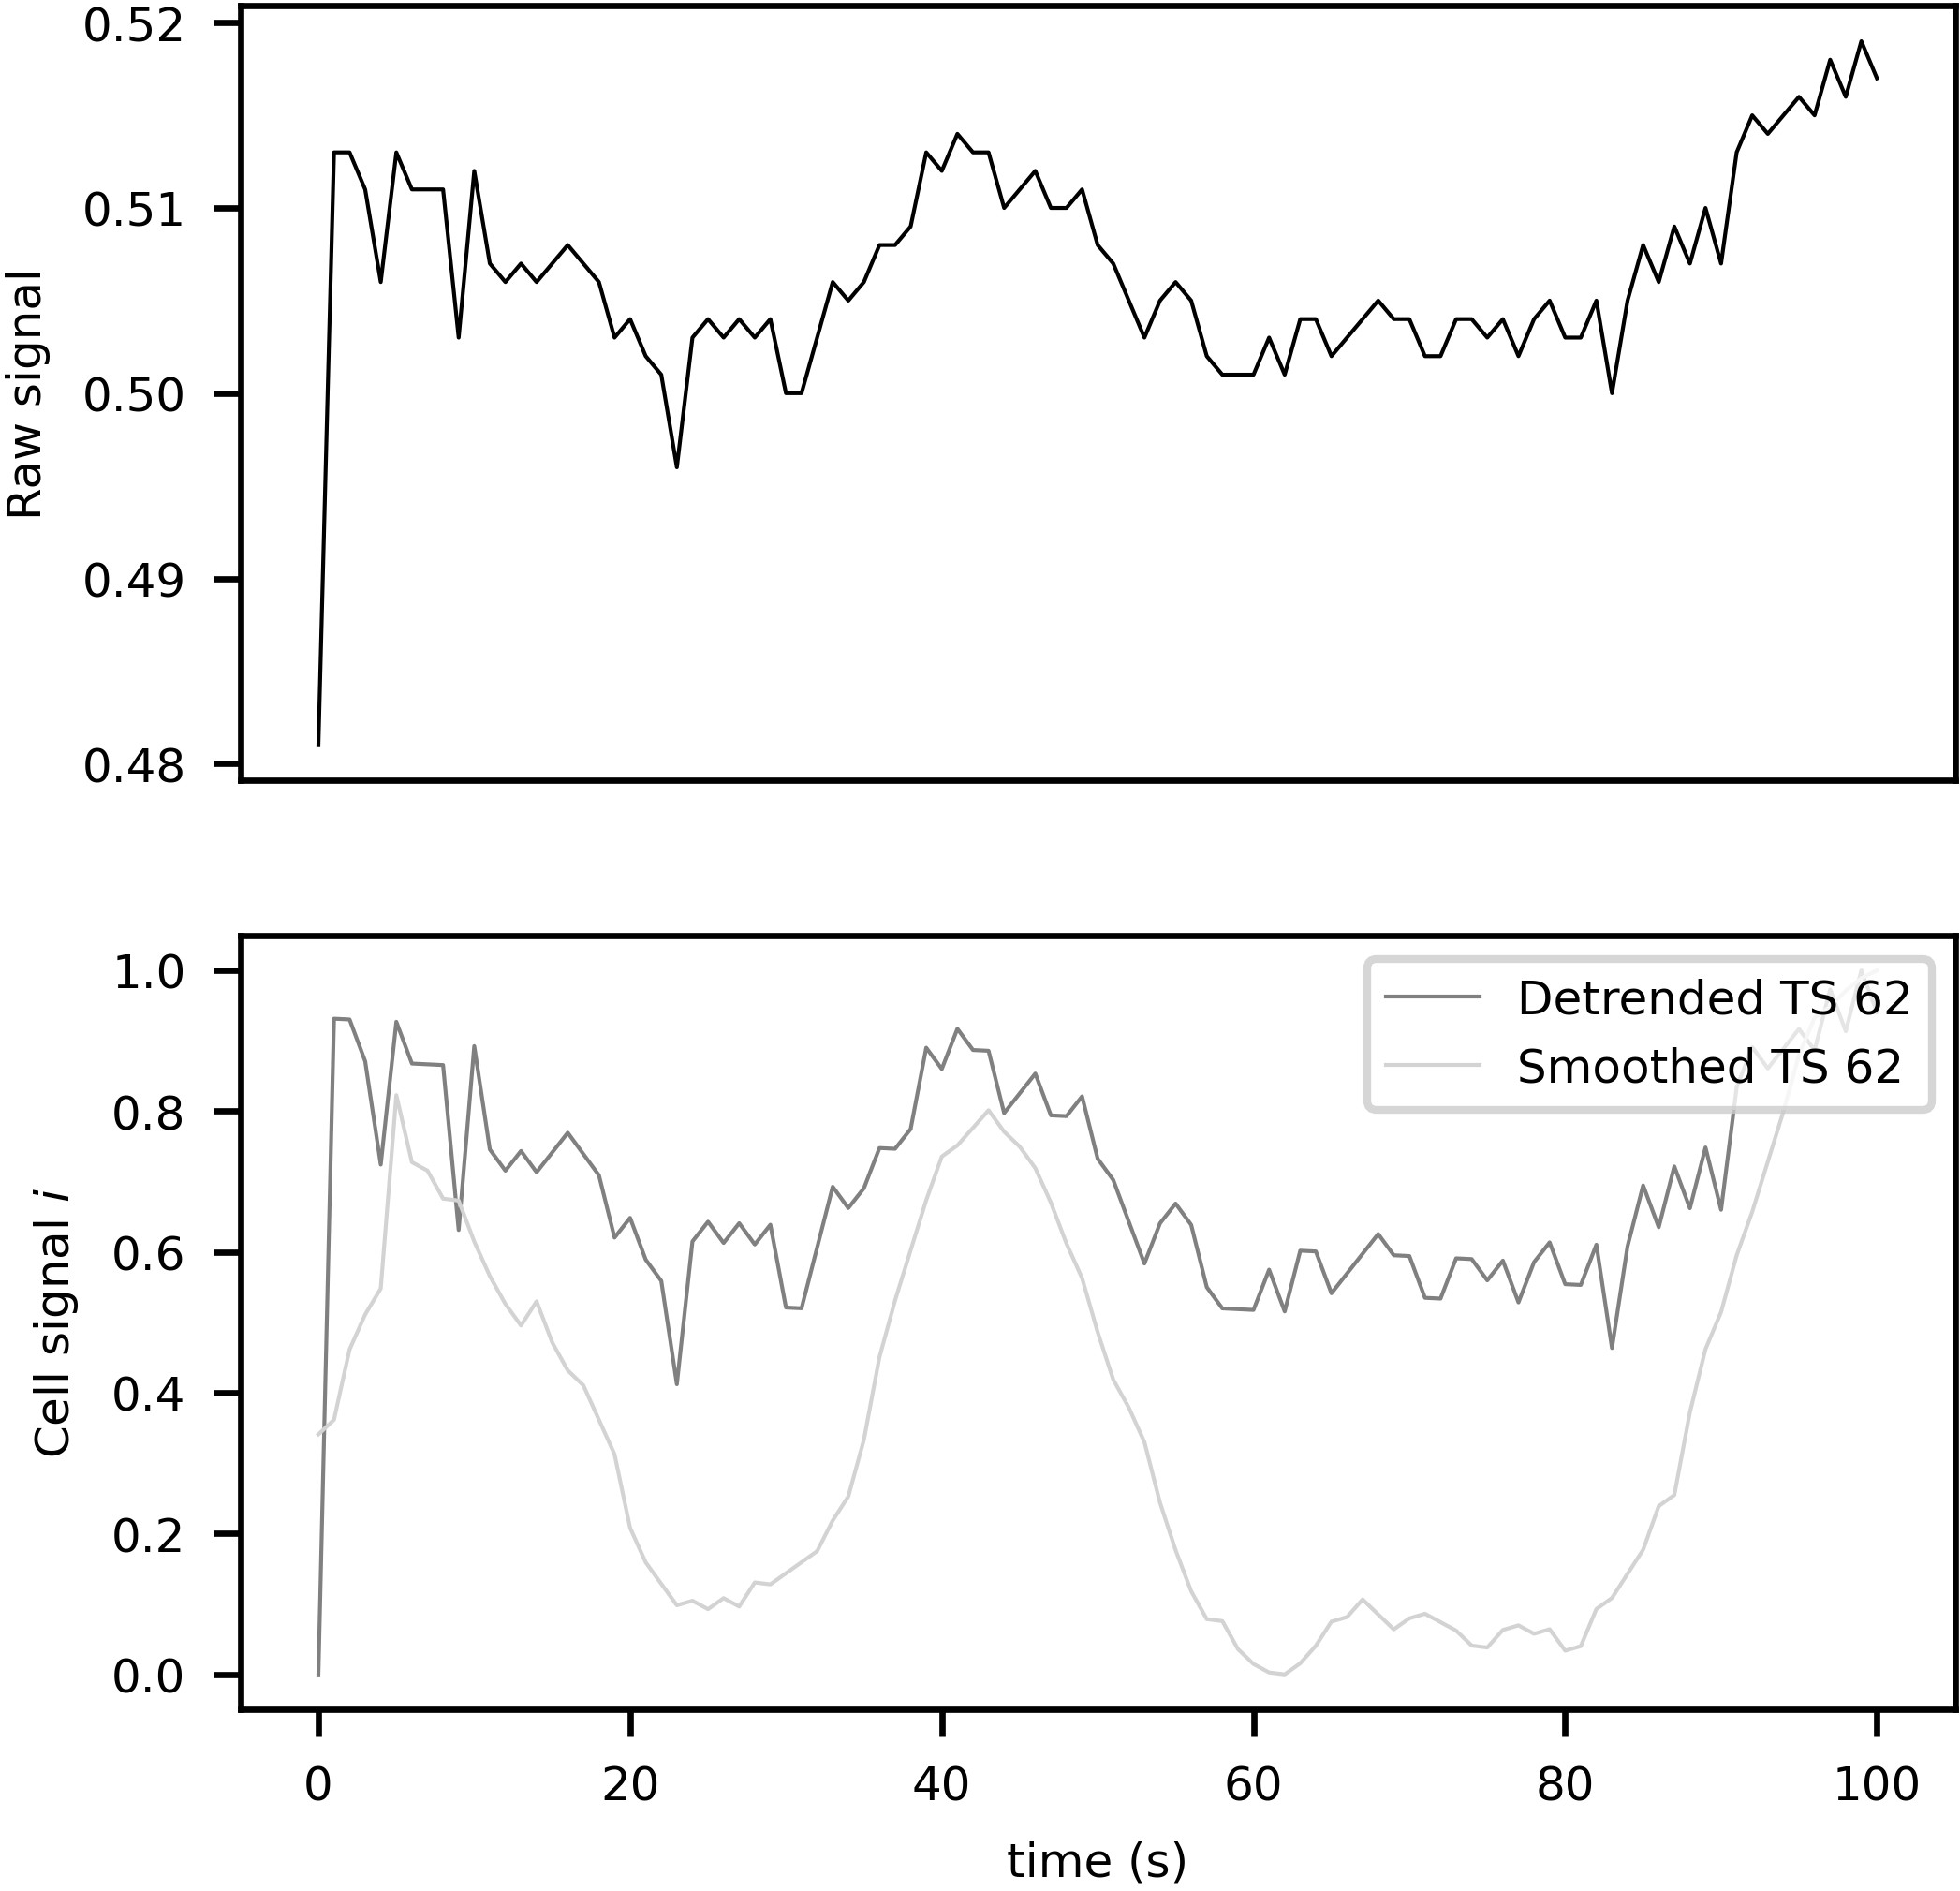 0.52
0.51
0.50
0.49
0.48
Raw signal
1.0
0.8
0.6
0.4
0.2
0.0
Cell signal i
Detrended TS 62
Smoothed TS 62
0 20 40 60 80 100
time (s)